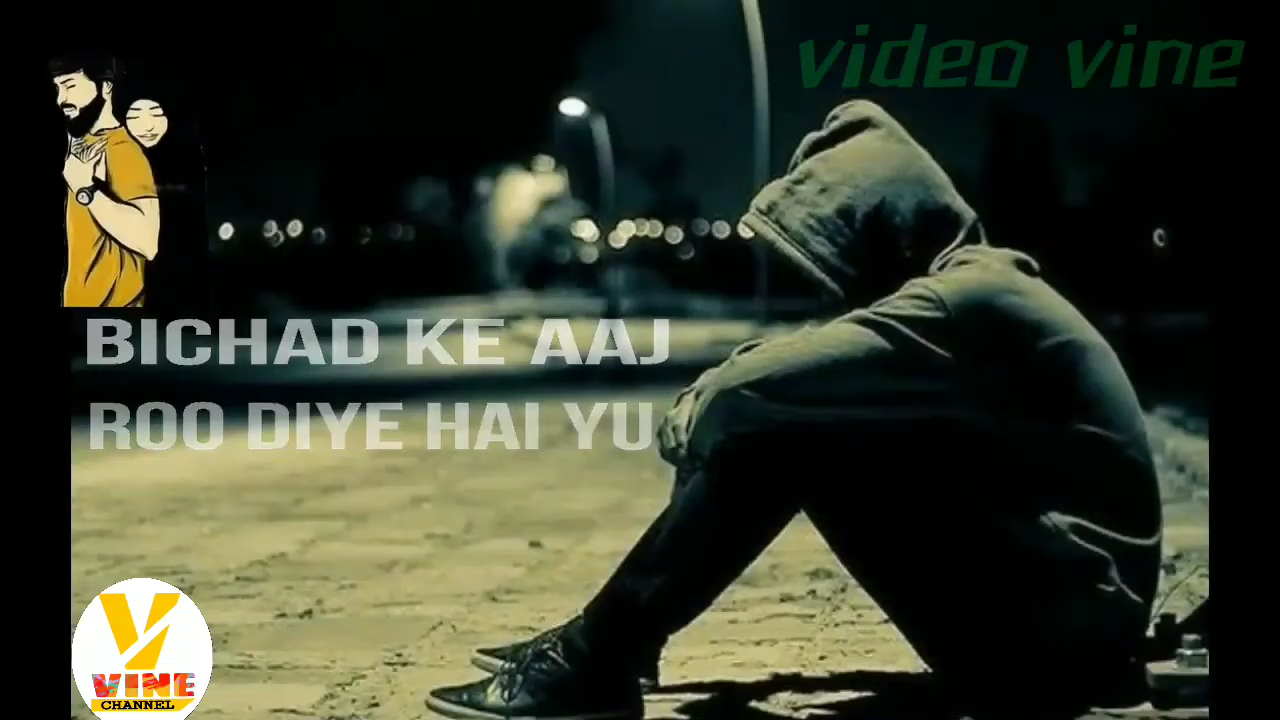 video vine
BICHAD KE AAJ
ROO DIYE HAI YU
V
VINE
CHANNEL